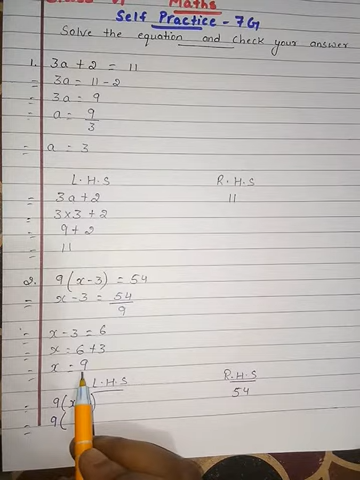 Maths
Self Practice - 7G
Solve the equation and check your answer
1. 3a + 2 = 11
= 3a = 11 - 2
= 3a = 9
= a = 9/3
= a = 3
L.H.S R.H.S
= 3a + 2 11
= 3×3 + 2
= 9 + 2
= 11
2. 9(x - 3) = 54
= x - 3 = 54/9
= x - 3 = 6
= x = 6 + 3
= x = 9
L.H.S R.H.S
= 9(x 54
= 9(